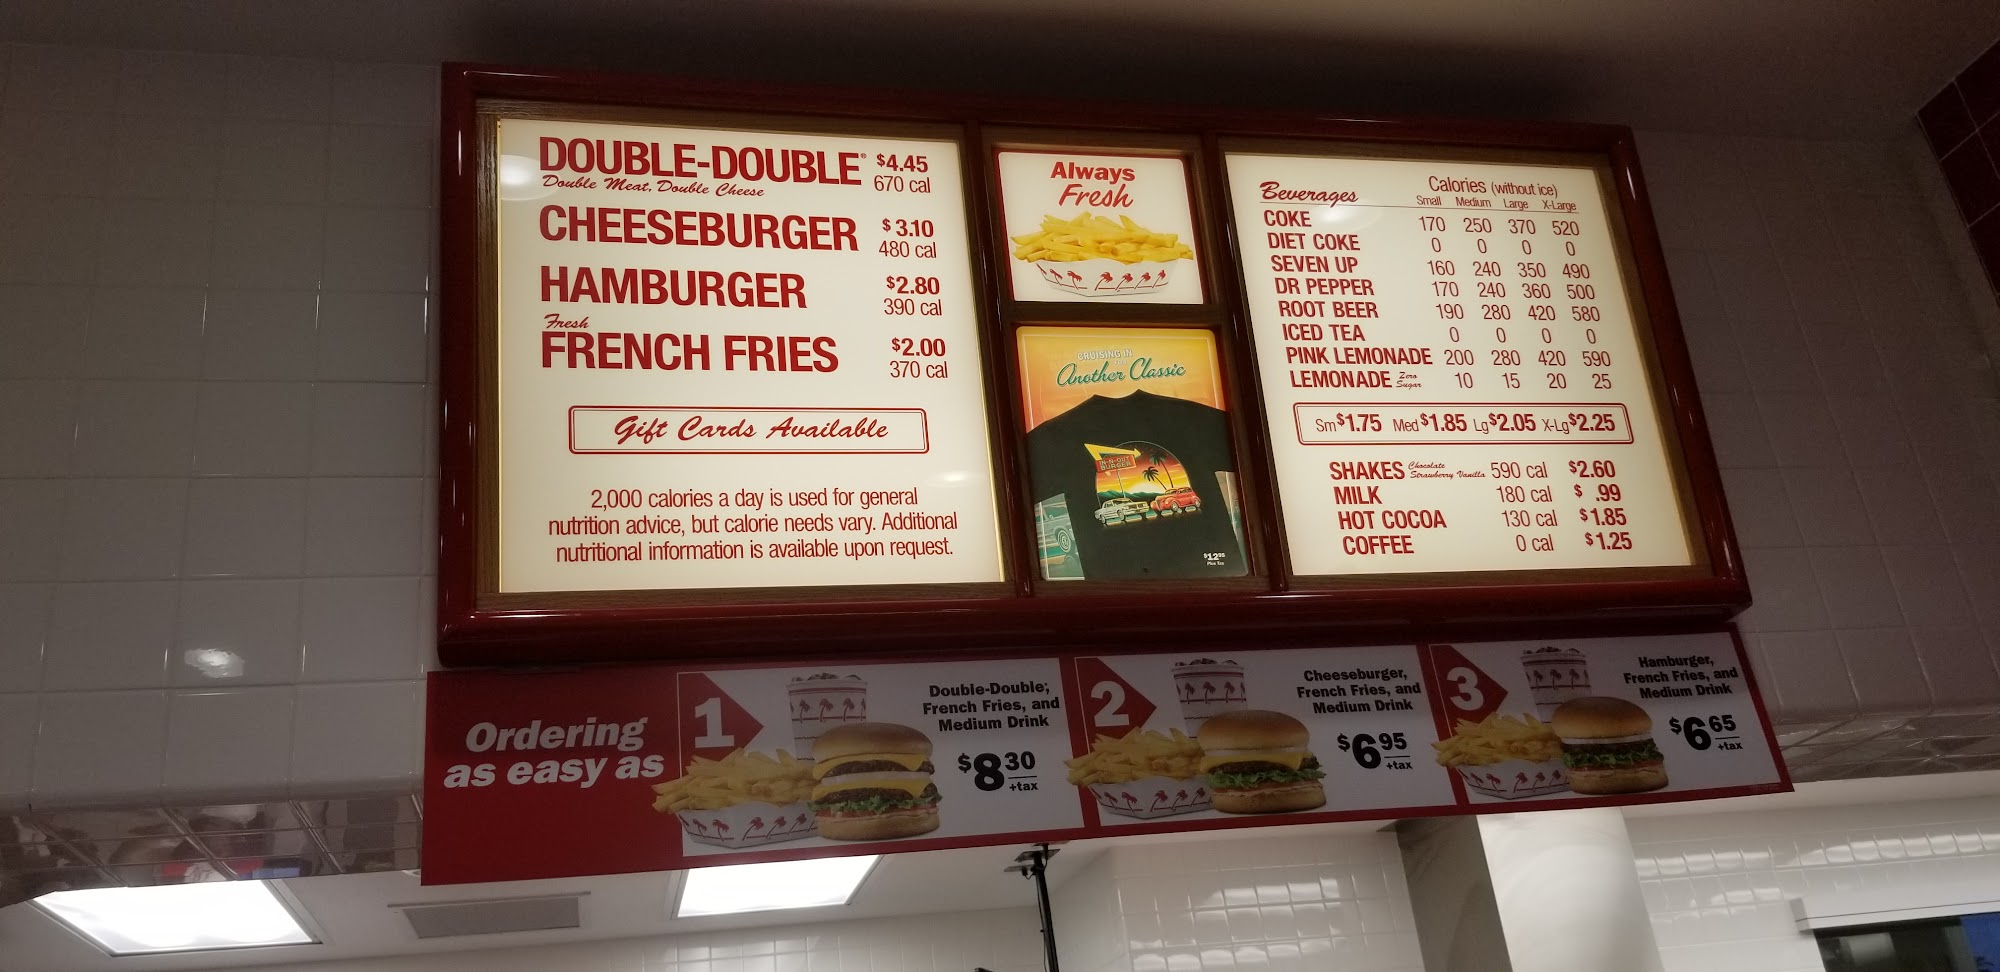 DOUBLE-DOUBLE® $4.45
Double Meat, Double Cheese 670 cal
CHEESEBURGER $3.10
480 cal
HAMBURGER $2.80
390 cal
Fresh
FRENCH FRIES $2.00
370 cal
Gift Cards Available
2,000 calories a day is used for general
nutrition advice, but calorie needs vary. Additional
nutritional information is available upon request.
Always
Fresh
CRUISING IN
Another Classic
IN-N-OUT
BURGER
$12.95
Plus Tax
Beverages Calories (without ice)
Small Medium Large X-Large
COKE 170 250 370 520
DIET COKE 0 0 0 0
SEVEN UP 160 240 350 490
DR PEPPER 170 240 360 500
ROOT BEER 190 280 420 580
ICED TEA 0 0 0 0
PINK LEMONADE 200 280 420 590
LEMONADE Zero Sugar 10 15 20 25
Sm $1.75 Med $1.85 Lg $2.05 X-Lg $2.25
SHAKES Chocolate Strawberry Vanilla 590 cal $2.60
MILK 180 cal $ .99
HOT COCOA 130 cal $1.85
COFFEE 0 cal $1.25
Ordering
as easy as
1
Double-Double,
French Fries, and
Medium Drink
$8 30
+tax
2
Cheeseburger,
French Fries, and
Medium Drink
$6 95
+tax
3
Hamburger,
French Fries, and
Medium Drink
$6 65
+tax